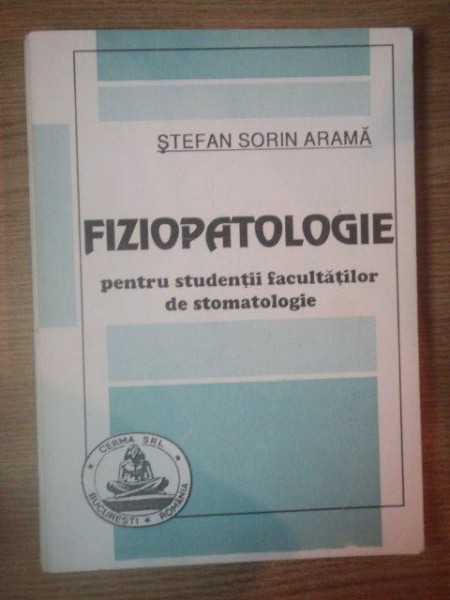 ŞTEFAN SORIN ARAMĂ
FIZIOPATOLOGIE
pentru studenţii facultăţilor
de stomatologie
★ CERMA SRL ★
BUCUREŞTI ★ ROMÂNIA